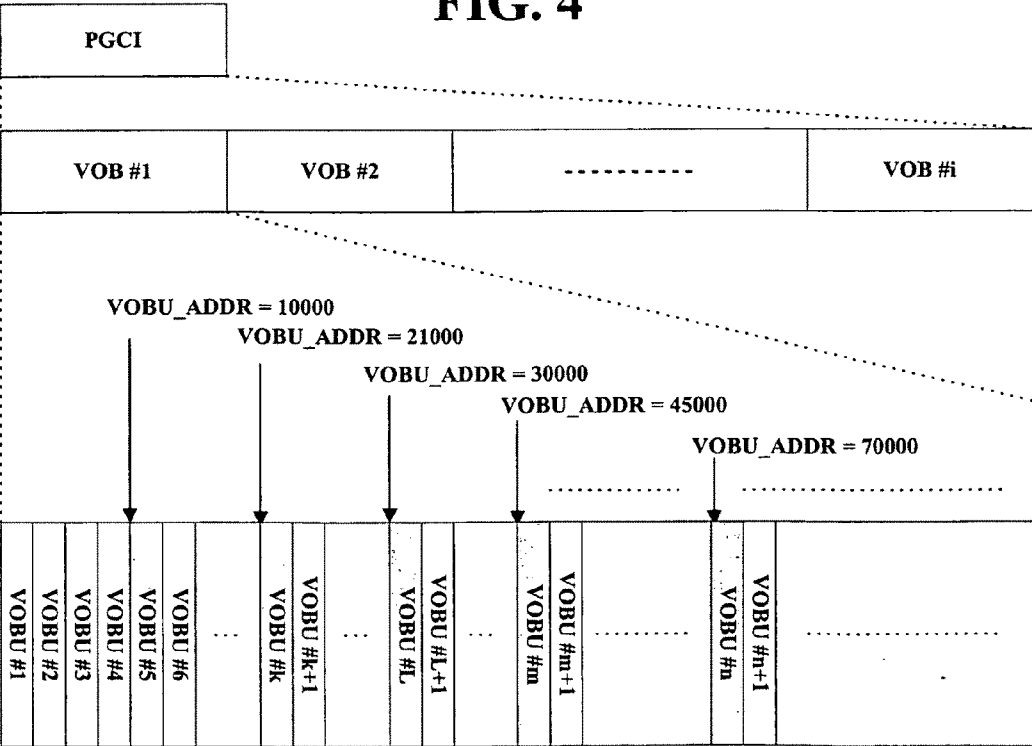 FIG. 4
PGCI
VOB #1 VOB #2 ---------- VOB #i
VOBU_ADDR = 10000
VOBU_ADDR = 21000
VOBU_ADDR = 30000
VOBU_ADDR = 45000
VOBU_ADDR = 70000
VOBU #1
VOBU #2
VOBU #3
VOBU #4
VOBU #5
VOBU #6
...
VOBU #k
VOBU #k+1
...
VOBU #L
VOBU #L+1
...
VOBU #m
VOBU #m+1
VOBU #n
VOBU #n+1